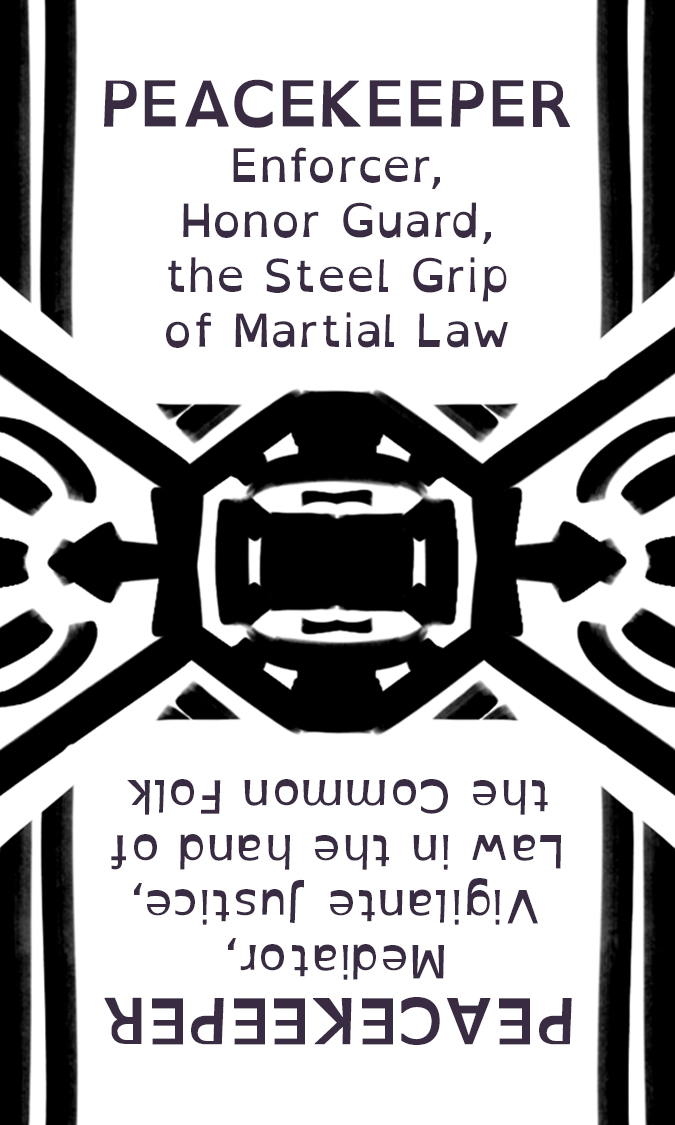 PEACEKEEPER
Enforcer,
Honor Guard,
the Steel Grip
of Martial Law
PEACEKEEPER
Mediator,
Vigilante Justice,
Law in the hand of
the Common Folk